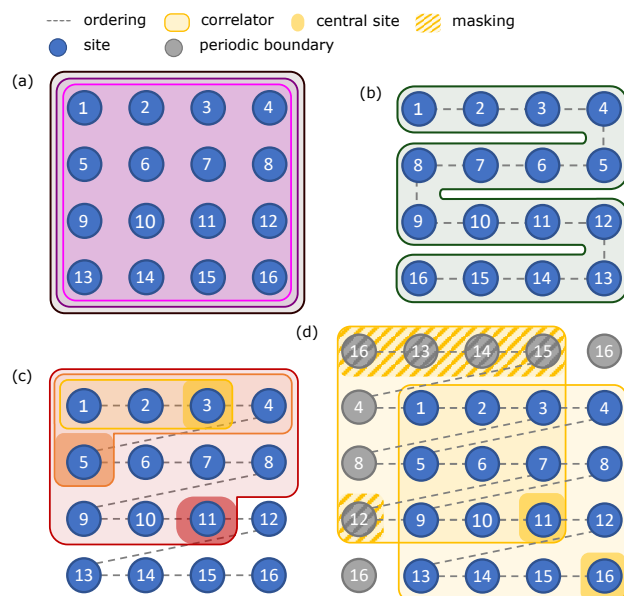 ordering correlator central site masking
site periodic boundary
(a)
1 2 3 4
5 6 7 8
9 10 11 12
13 14 15 16
(b)
1 2 3 4
8 7 6 5
9 10 11 12
16 15 14 13
(c)
1 2 3 4
5 6 7 8
9 10 11 12
13 14 15 16
(d)
16 13 14 15 16
4 1 2 3 4
8 5 6 7 8
12 9 10 11 12
16 13 14 15 16